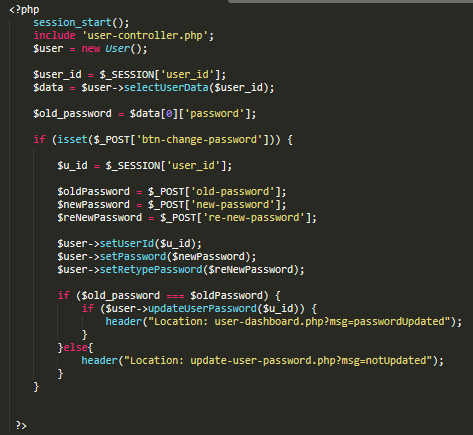 <?php
session_start();
include 'user-controller.php';
$user = new User();
$user_id = $_SESSION['user_id'];
$data = $user->selectUserData($user_id);
$old_password = $data[0]['password'];
if (isset($_POST['btn-change-password'])) {
$u_id = $_SESSION['user_id'];
$oldPassword = $_POST['old-password'];
$newPassword = $_POST['new-password'];
$reNewPassword = $_POST['re-new-password'];
$user->setUserId($u_id);
$user->setPassword($newPassword);
$user->setRetypePassword($reNewPassword);
if ($old_password === $oldPassword) {
if ($user->updateUserPassword($u_id)) {
header("Location: user-dashboard.php?msg=passwordUpdated");
}
}else{
header("Location: update-user-password.php?msg=notUpdated");
}
}
?>